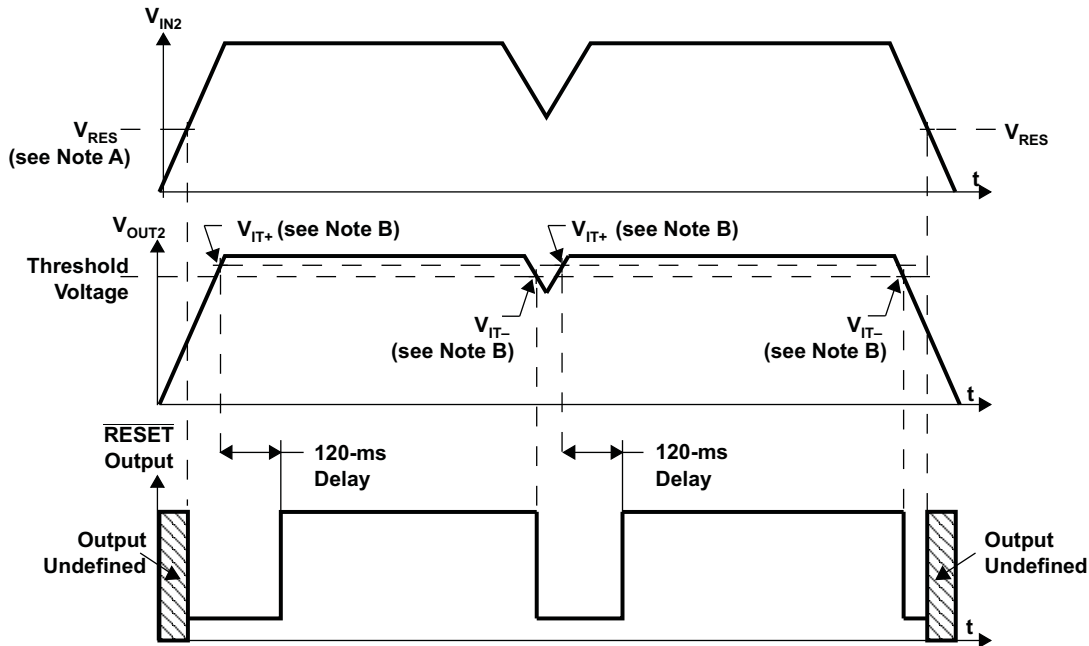 V_IN2
V_RES
(see Note A)
V_RES
t
V_OUT2
V_IT+ (see Note B)
V_IT+ (see Note B)
Threshold
Voltage
V_IT–
(see Note B)
V_IT–
(see Note B)
t
RESET
Output
120-ms
Delay
120-ms
Delay
Output
Undefined
Output
Undefined
t